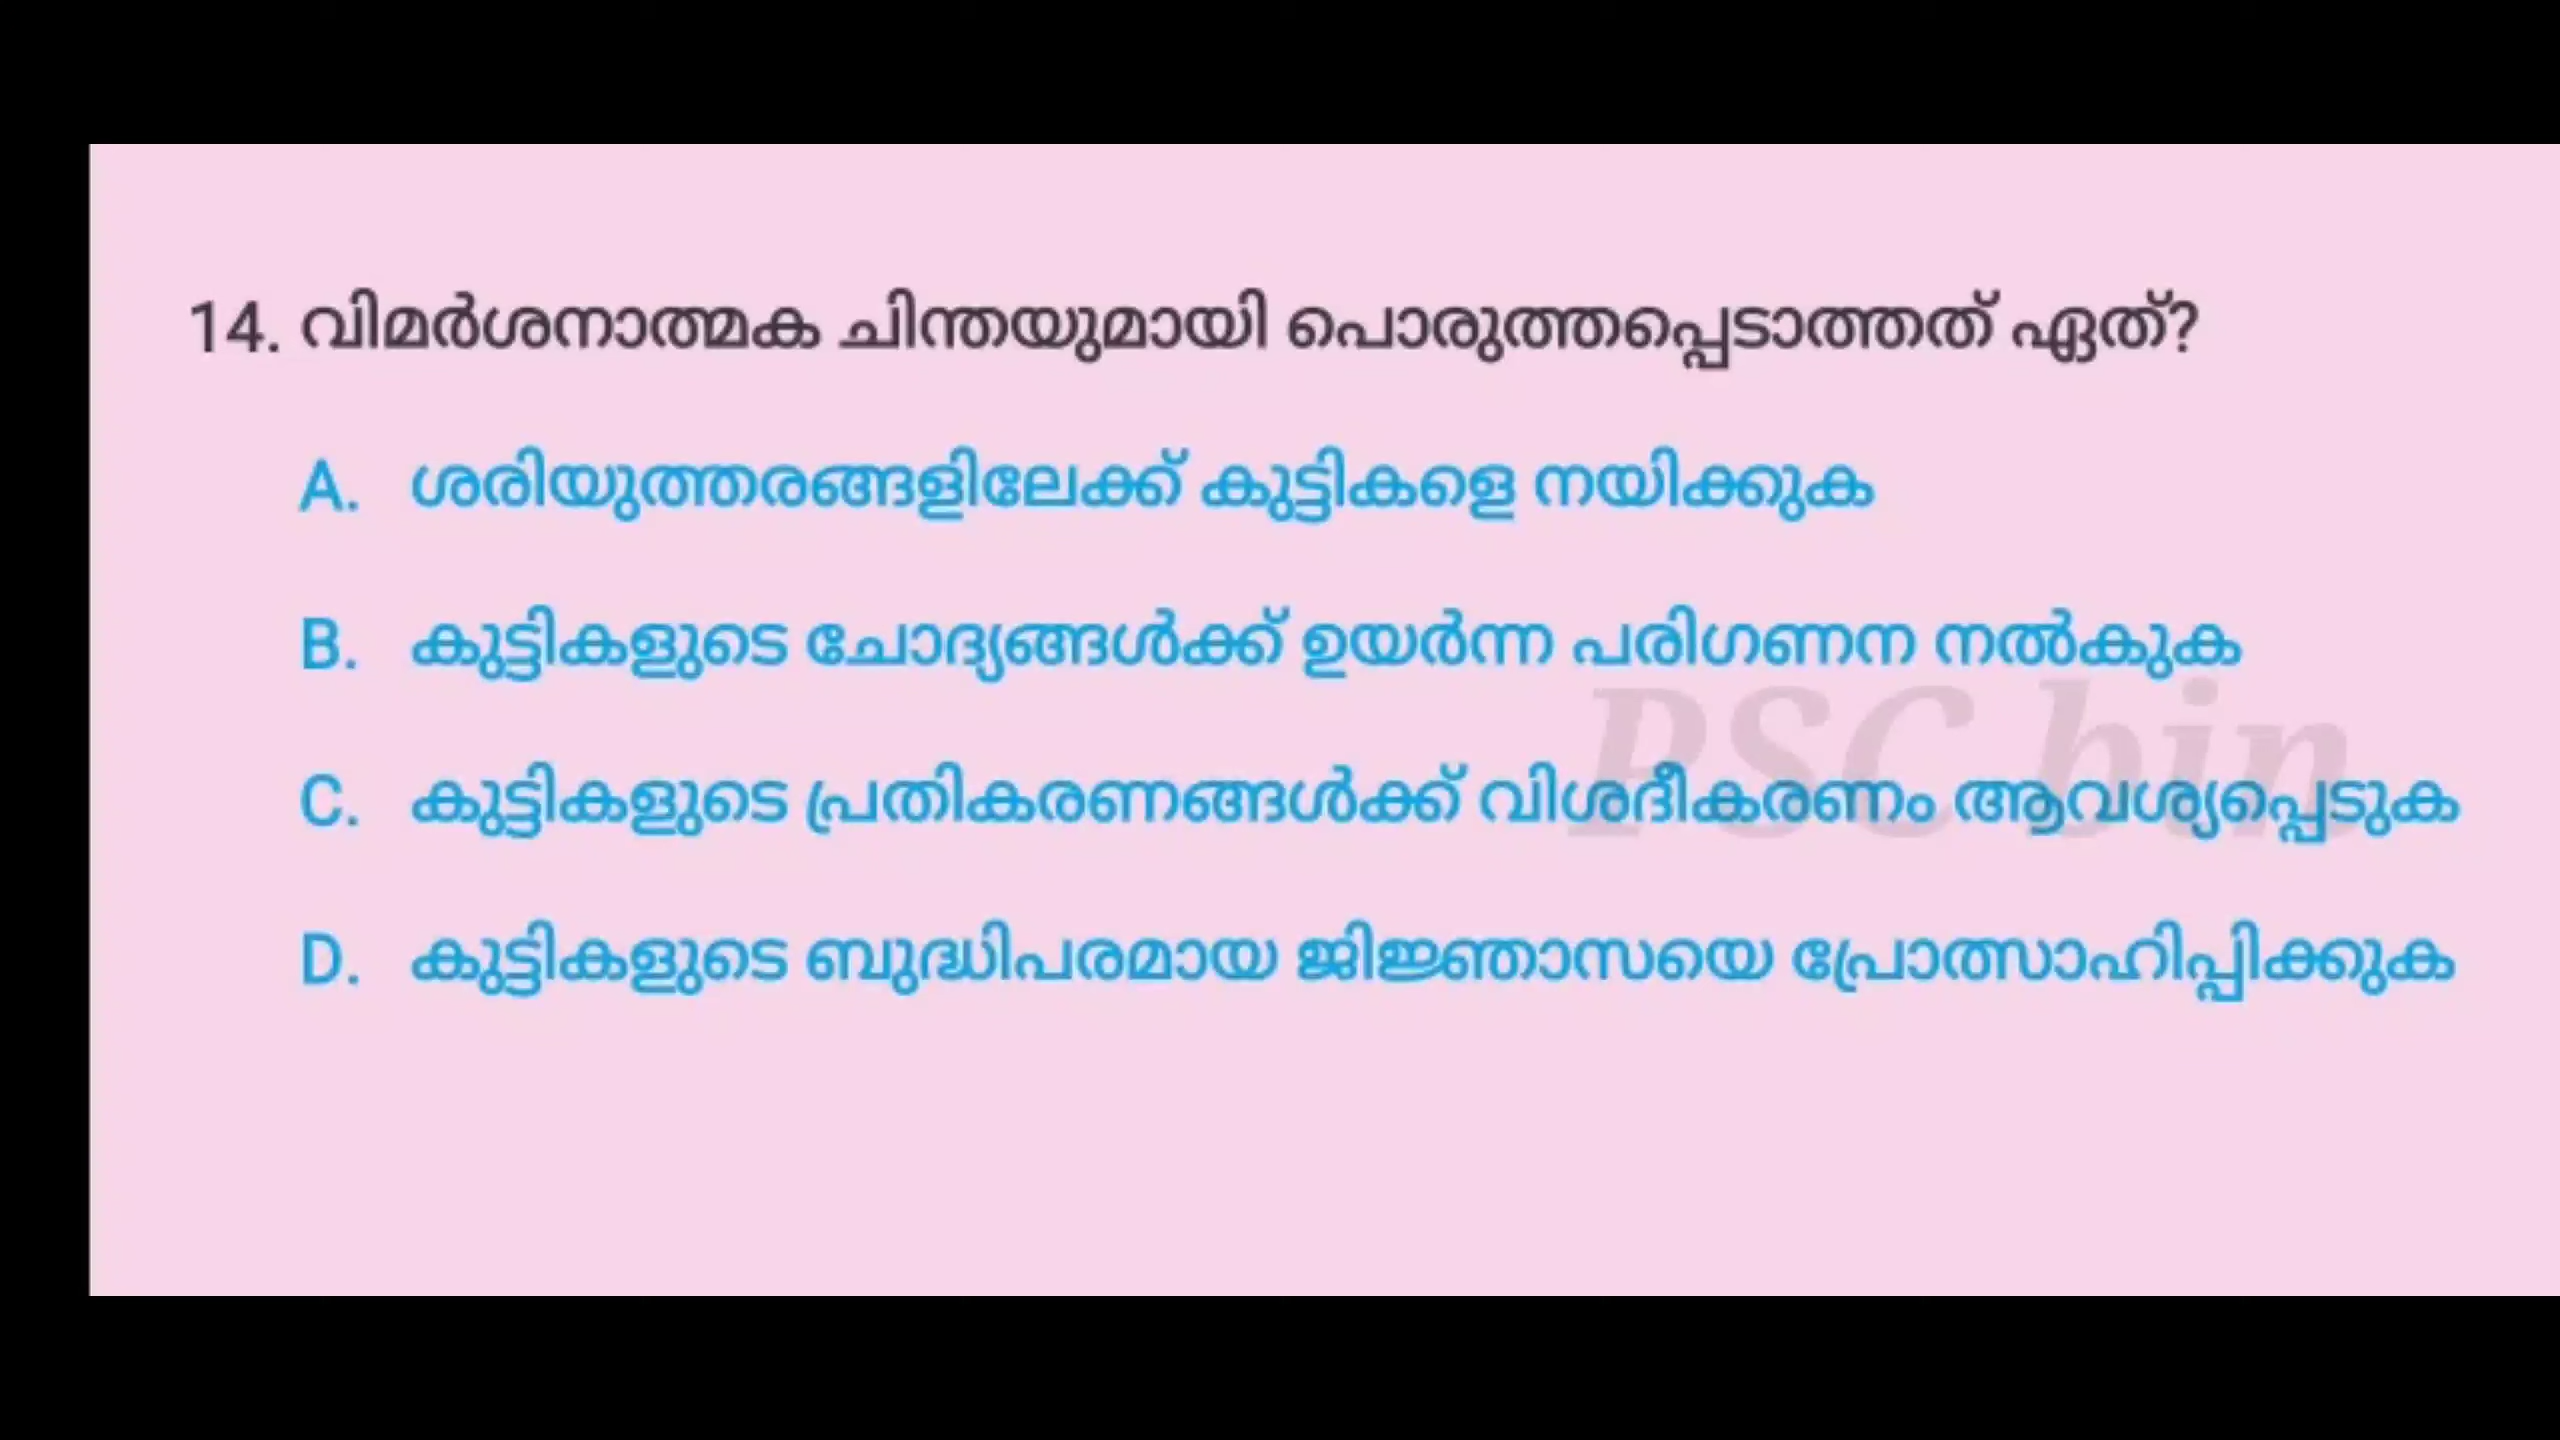 14. വിമർശനാത്മക ചിന്തയുമായി പൊരുത്തപ്പെടാത്തത് ഏത്?
A. ശരിയുത്തരങ്ങളിലേക്ക് കുട്ടികളെ നയിക്കുക
B. കുട്ടികളുടെ ചോദ്യങ്ങൾക്ക് ഉയർന്ന പരിഗണന നൽകുക
PSC bin
C. കുട്ടികളുടെ പ്രതികരണങ്ങൾക്ക് വിശദീകരണം ആവശ്യപ്പെടുക
D. കുട്ടികളുടെ ബുദ്ധിപരമായ ജിജ്ഞാസയെ പ്രോത്സാഹിപ്പിക്കുക